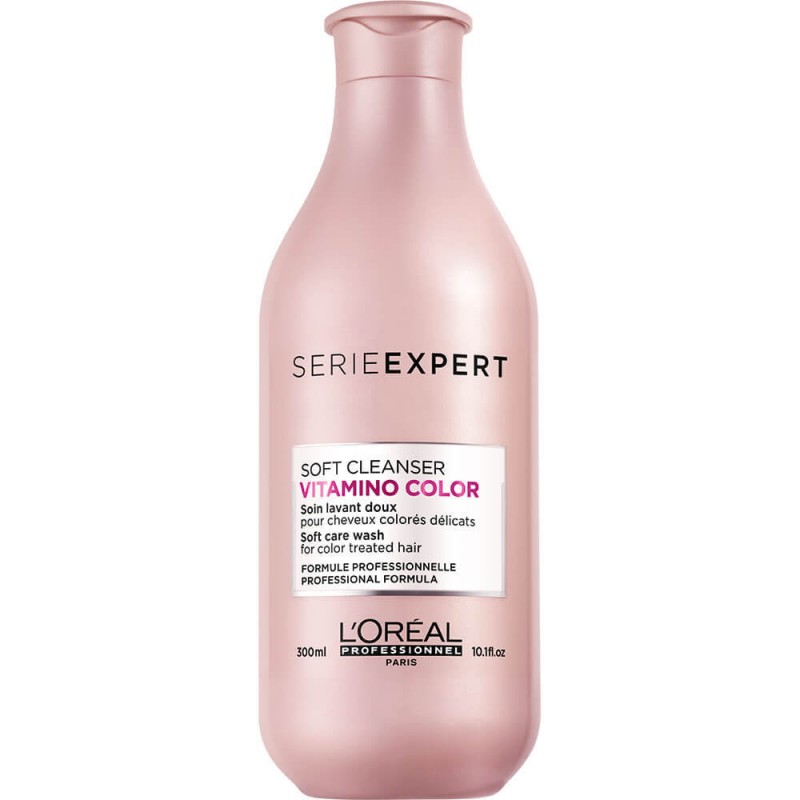 SERIEEXPERT
SOFT CLEANSER
VITAMINO COLOR
Soin lavant doux
pour cheveux colorés délicats
Soft care wash
for color treated hair
FORMULE PROFESSIONNELLE
PROFESSIONAL FORMULA
L'ORÉAL
300ml PROFESSIONNEL 10.1fl.oz
PARIS